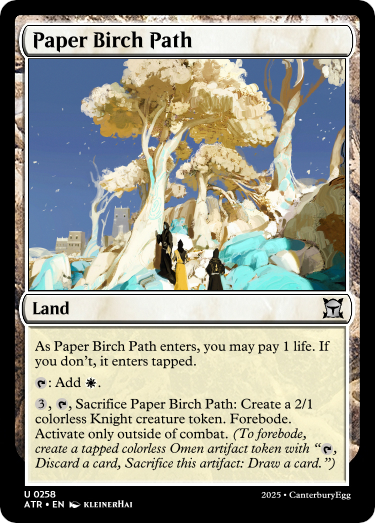 Paper Birch Path
Land
As Paper Birch Path enters, you may pay 1 life. If
you don't, it enters tapped.
: Add .
3, , Sacrifice Paper Birch Path: Create a 2/1
colorless Knight creature token. Forebode.
Activate only outside of combat. (To forebode,
create a tapped colorless Omen artifact token with “,
Discard a card, Sacrifice this artifact: Draw a card.”)
U 0258
ATR • EN KLEINERHAI
2025 • CanterburyEgg